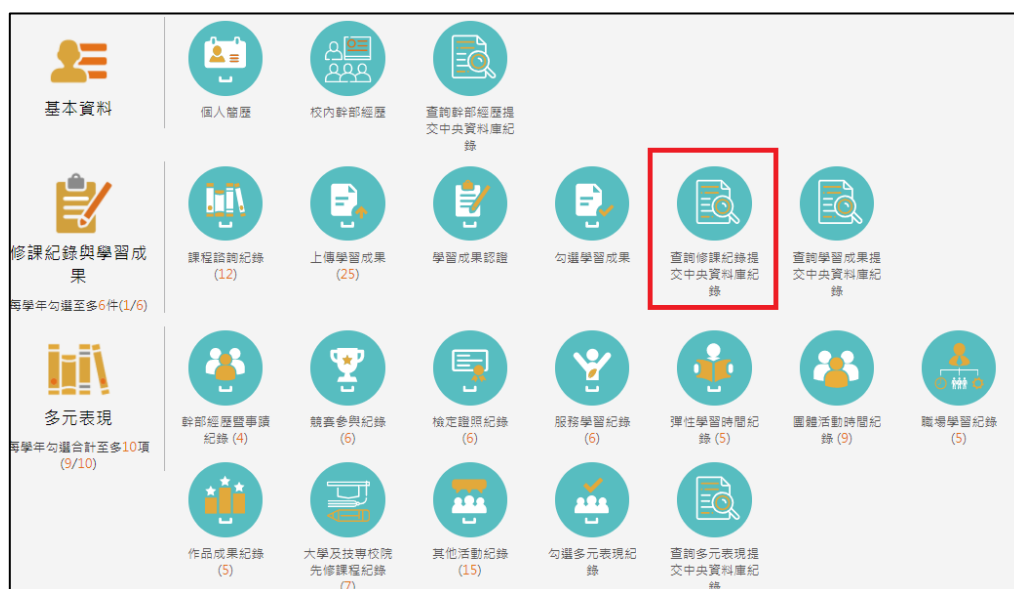 基本資料
個人簡歷
校內幹部經歷
查詢幹部經歷提
交中央資料庫紀
錄
修課紀錄與學習成
果
每學年勾選至多6件(1/6)
課程諮詢紀錄
(12)
上傳學習成果
(25)
學習成果認證
勾選學習成果
查詢修課紀錄提
交中央資料庫紀
錄
查詢學習成果提
交中央資料庫紀
錄
多元表現
每學年勾選合計至多10項
(9/10)
幹部經歷暨事蹟
紀錄 (4)
競賽參與紀錄
(6)
檢定證照紀錄
(6)
服務學習紀錄
(6)
彈性學習時間紀
錄 (5)
團體活動時間紀
錄 (9)
職場學習紀錄
(5)
作品成果紀錄
(5)
大學及技專校院
先修課程紀錄
(7)
其他活動紀錄
(15)
勾選多元表現紀
錄
查詢多元表現提
交中央資料庫紀
錄